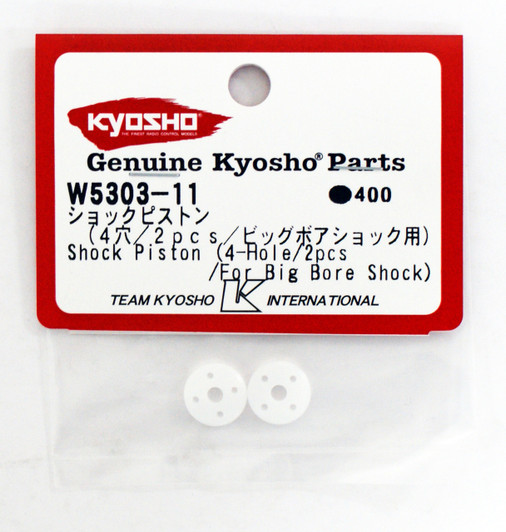 KYOSHO
THE FINEST RADIO CONTROL MODELS
Genuine Kyosho® Parts
W5303-11 ●400
ショックピストン
(4穴/2pcs/ビッグボアショック用)
Shock Piston (4-Hole/2pcs
/For Big Bore Shock)
TEAM KYOSHO K INTERNATIONAL